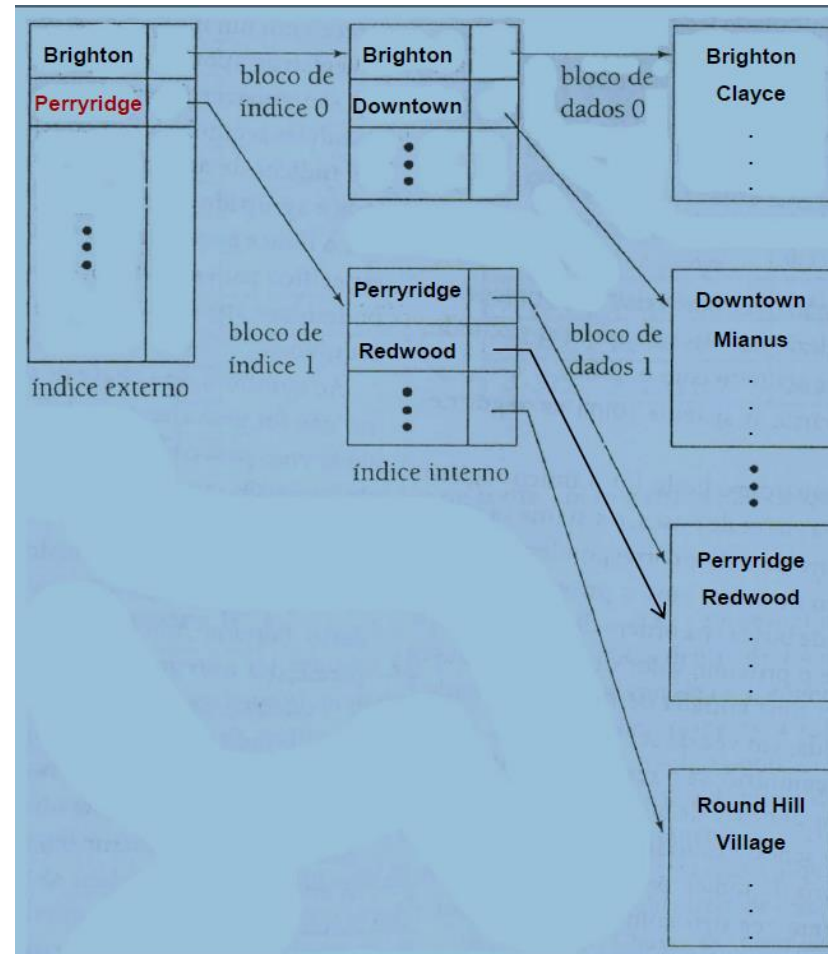 Brighton
Perryridge
índice externo
bloco de
índice 0
bloco de
índice 1
Brighton
Downtown
Perryridge
Redwood
índice interno
bloco de
dados 0
bloco de
dados 1
Brighton
Clayce
Downtown
Mianus
Perryridge
Redwood
Round Hill
Village